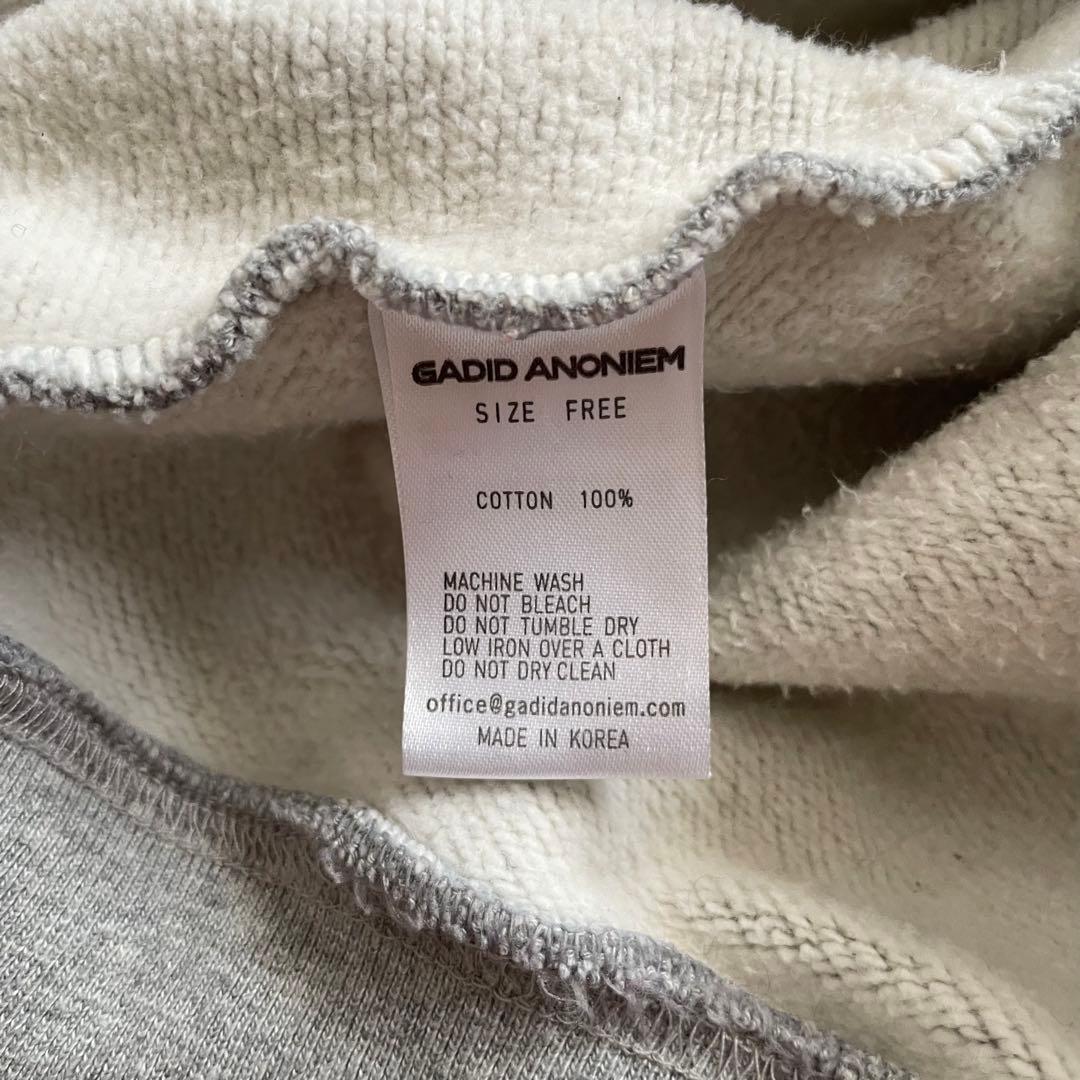 GADID ANONIEM
SIZE FREE
COTTON 100%
MACHINE WASH
DO NOT BLEACH
DO NOT TUMBLE DRY
LOW IRON OVER A CLOTH
DO NOT DRY CLEAN
office@gadidanoniem.com
MADE IN KOREA